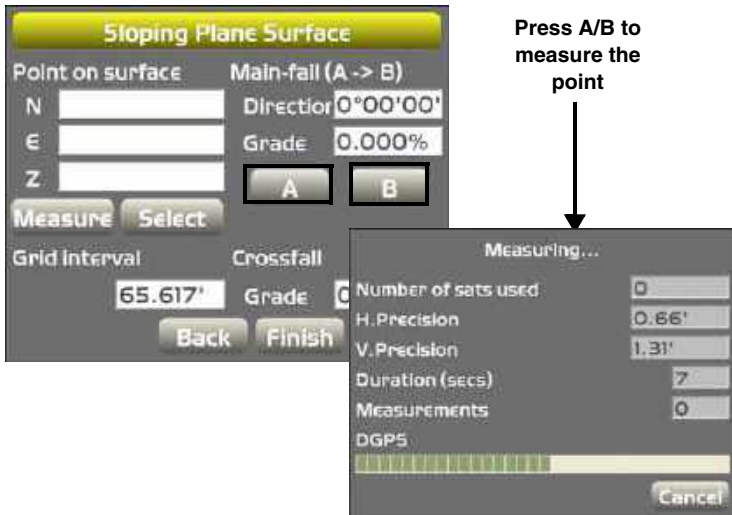 Sloping Plane Surface
Point on surface Main-fall (A -> B)
N Direction 0°00'00'
E Grade 0.000%
Z A B
Measure Select
Grid interval Crossfall
65.617' Grade
Back Finish
Press A/B to
measure the
point
Measuring...
Number of sats used 0
H.Precision 0.66'
V.Precision 1.31'
Duration (secs) 7
Measurements 0
DGPS
Cancel